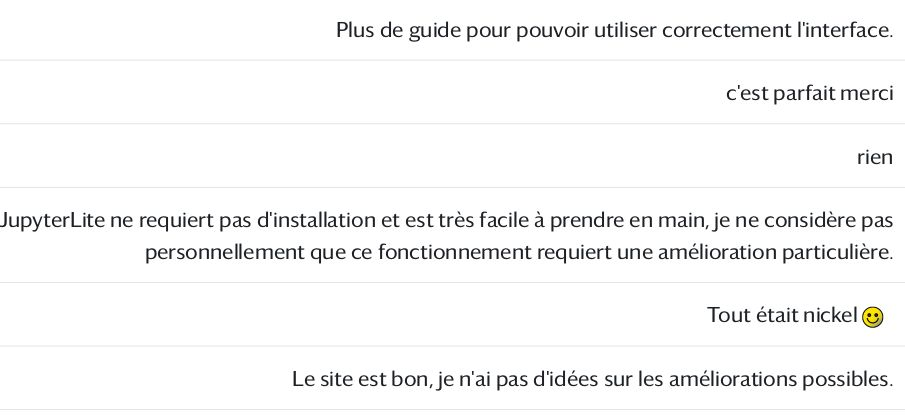 Plus de guide pour pouvoir utiliser correctement l'interface.
c'est parfait merci
rien
JupyterLite ne requiert pas d'installation et est très facile à prendre en main, je ne considère pas
personnellement que ce fonctionnement requiert une amélioration particulière.
Tout était nickel 🙂
Le site est bon, je n'ai pas d'idées sur les améliorations possibles.